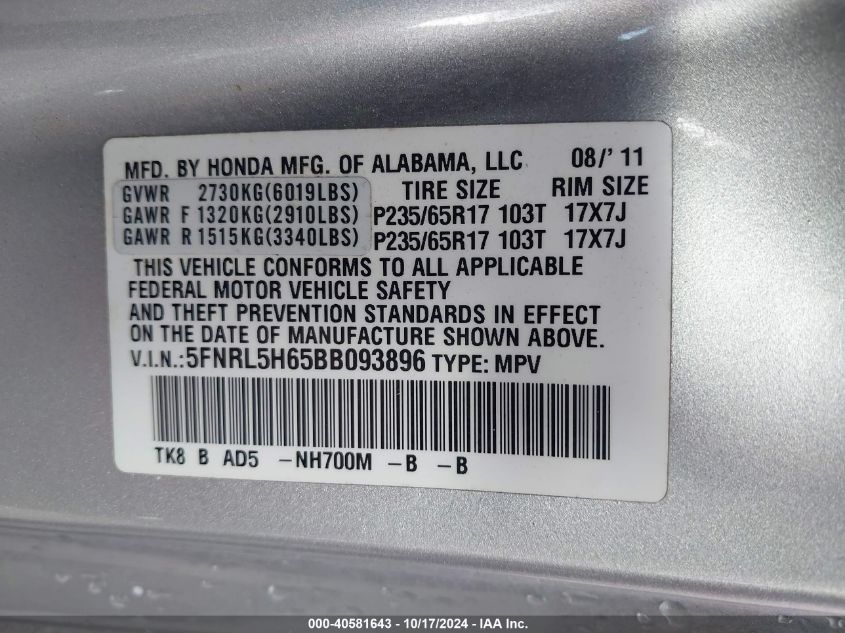 MFD. BY HONDA MFG. OF ALABAMA, LLC 08/' 11
GVWR 2730KG(6019LBS) TIRE SIZE RIM SIZE
GAWR F 1320KG(2910LBS) P235/65R17 103T 17X7J
GAWR R 1515KG(3340LBS) P235/65R17 103T 17X7J
THIS VEHICLE CONFORMS TO ALL APPLICABLE
FEDERAL MOTOR VEHICLE SAFETY
AND THEFT PREVENTION STANDARDS IN EFFECT
ON THE DATE OF MANUFACTURE SHOWN ABOVE.
V.I.N.:5FNRL5H65BB093896 TYPE: MPV
TK8 B AD5 -NH700M -B -B
000-40581643 - 10/17/2024 - IAA Inc.